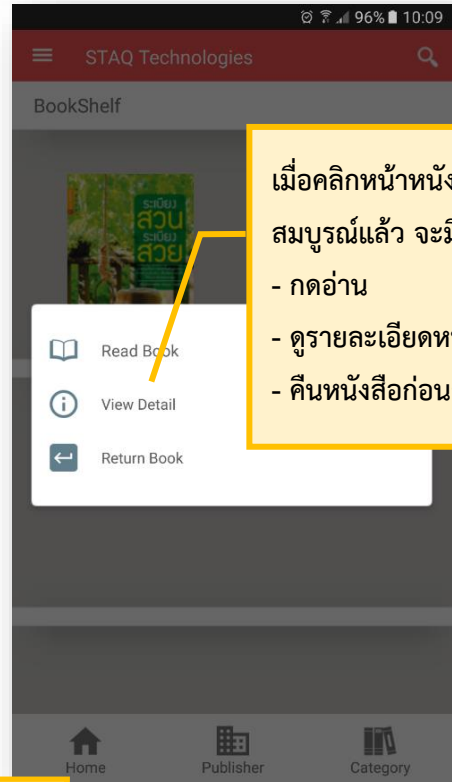 96% 10:09
STAQ Technologies
BookShelf
ระเบียง
สวน
ระเบียง
สวย
เมื่อคลิกหน้าหนัง
สมบูรณ์แล้ว จะมี
- กดอ่าน
- ดูรายละเอียดหน
- คืนหนังสือก่อน
Read Book
View Detail
Return Book
Home Publisher Category